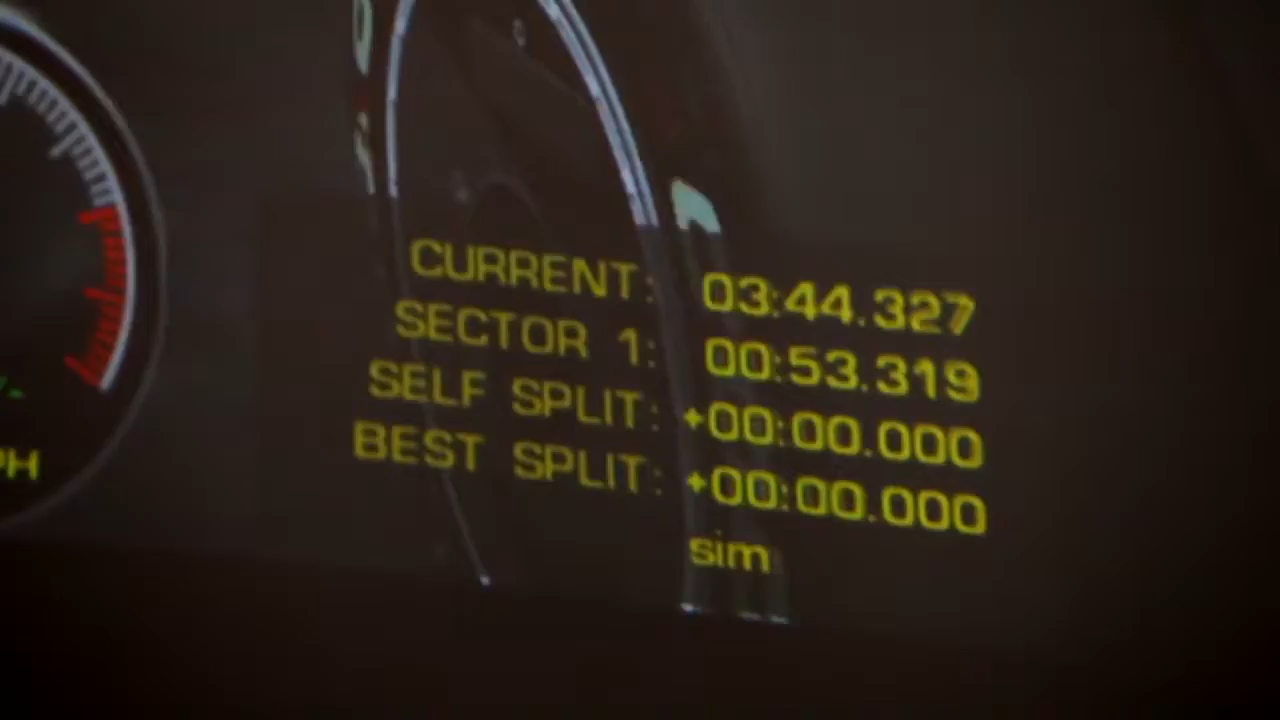 CURRENT: 03:44.327
SECTOR 1: 00:53.319
SELF SPLIT: +00:00.000
BEST SPLIT: +00:00.000
sim